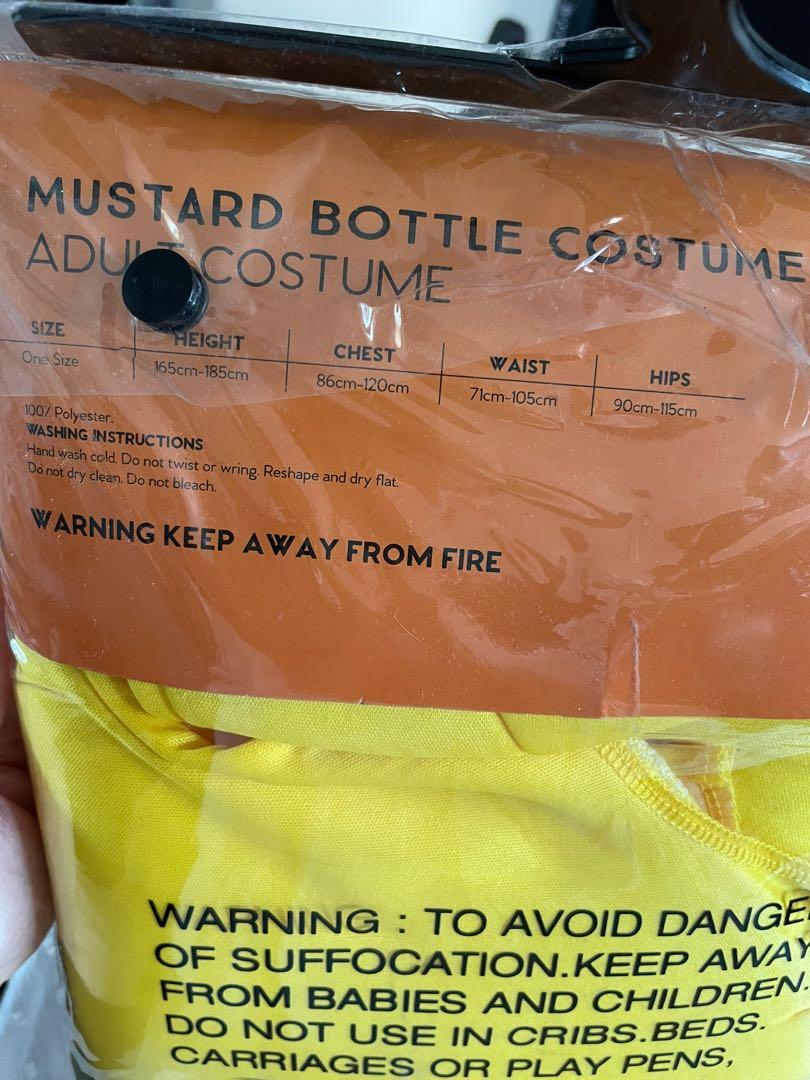 MUSTARD BOTTLE COSTUME
ADULT COSTUME
SIZE HEIGHT CHEST WAIST HIPS
One Size 165cm-185cm 86cm-120cm 71cm-105cm 90cm-115cm
100% Polyester.
WASHING INSTRUCTIONS
Hand wash cold. Do not twist or wring. Reshape and dry flat.
Do not dry clean. Do not bleach.
WARNING KEEP AWAY FROM FIRE
WARNING : TO AVOID DANGE
OF SUFFOCATION.KEEP AWAY
FROM BABIES AND CHILDREN.
DO NOT USE IN CRIBS.BEDS.
CARRIAGES OR PLAY PENS,